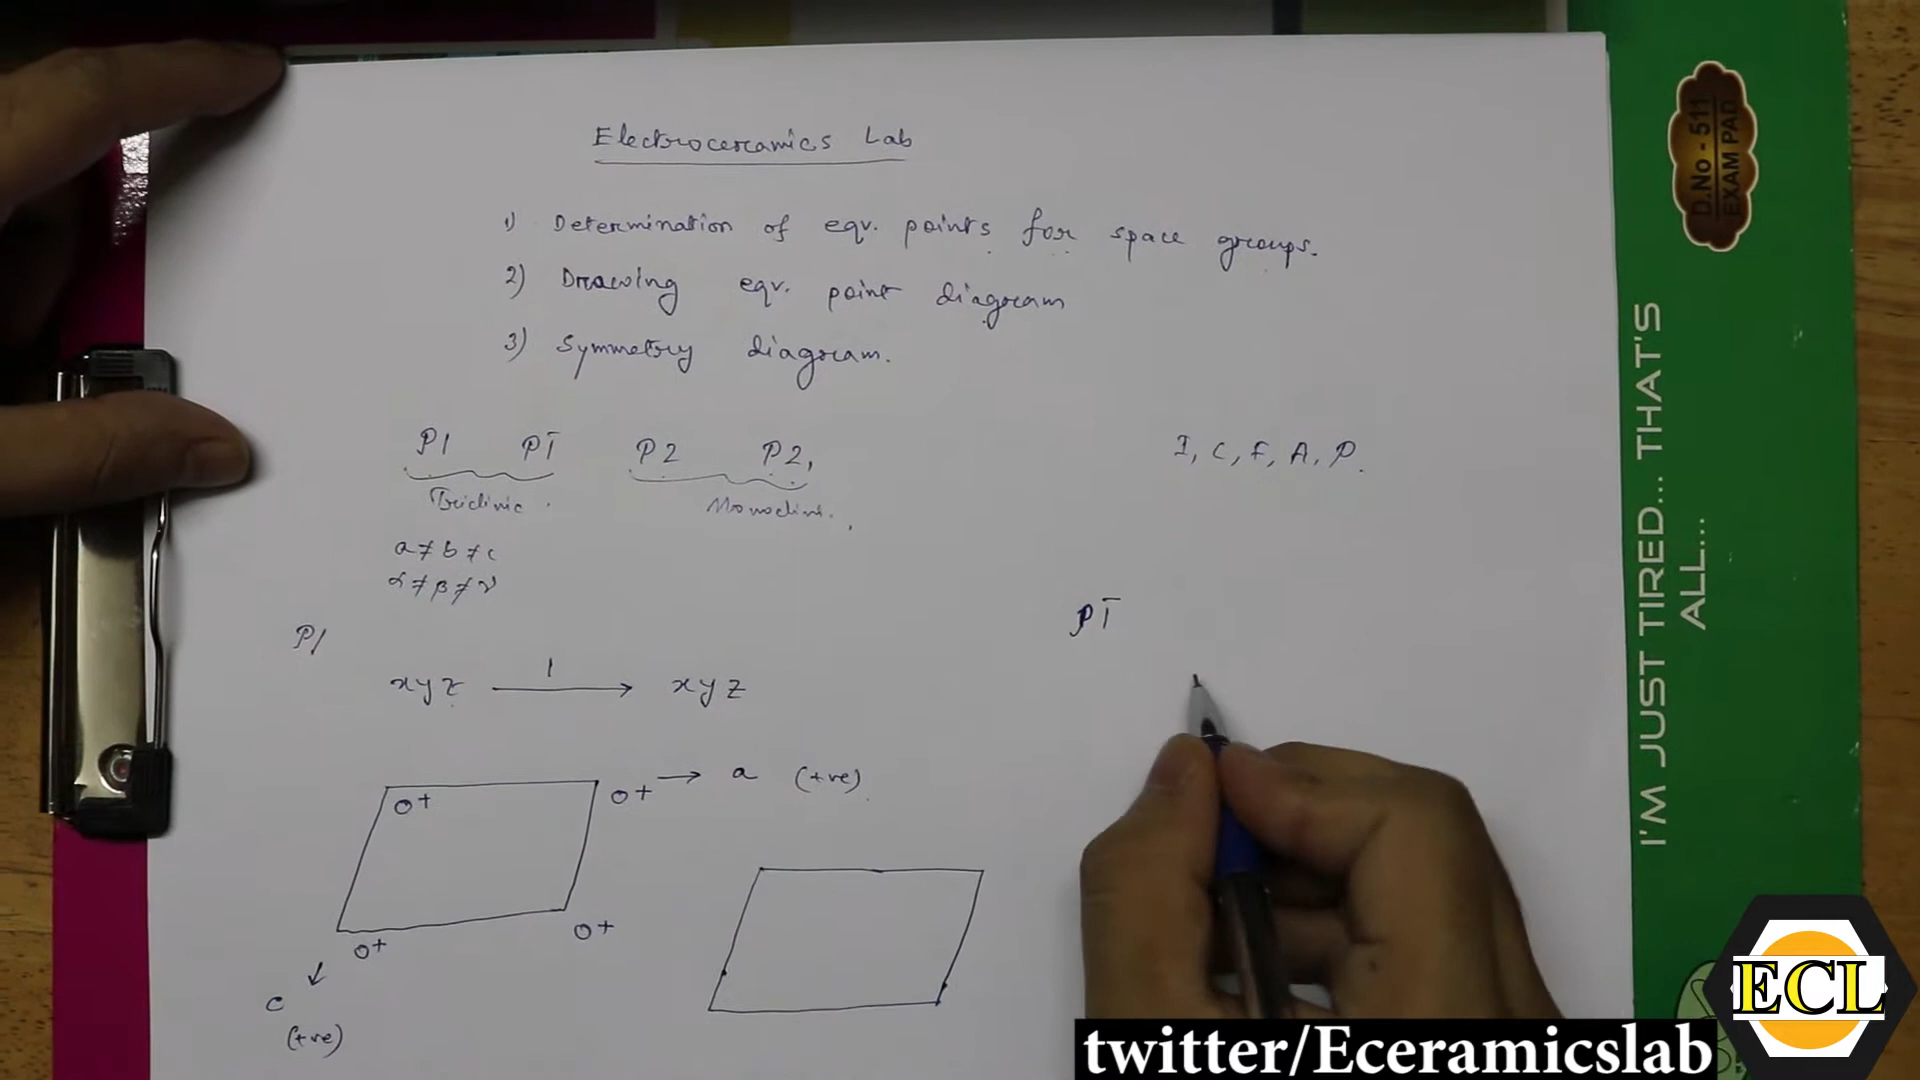 Electroceramics Lab
1) Determination of eqv. points for space groups.
2) Drawing eqv. point diagram
3) Symmetry diagram.
P1 P1̅ P2 P2₁
Triclinic. Monoclini.
I, C, F, A, P.
a ≠ b ≠ c
α ≠ β ≠ γ
P1
P1̅
1
xyz → xyz
O+ O+ → a (+ve)
O+ O+
↓
c
(+ve)
D.No - 511
EXAM PAD
I'M JUST TIRED... THAT'S
ALL...
ECL
twitter/Eceramicslab